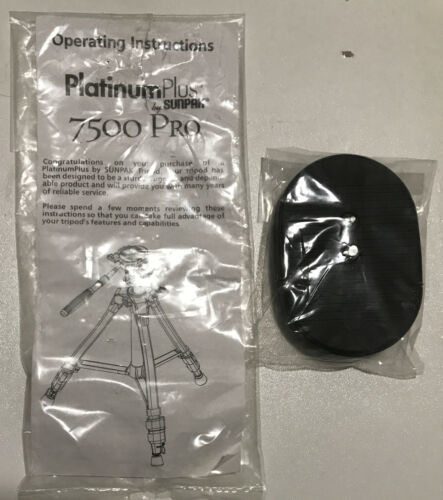 Operating Instructions
PlatinumPlus
by SUNPAK
7500 PRO
Congratulations on your purchase of a
PlatinumPlus by SUNPAK Tripod. Your tripod has
been designed to be a sturdy, and depend-
able product and will provide you with many years
of reliable service.
Please spend a few moments reviewing these
instructions so that you can take full advantage of
your tripod's features and capabilities